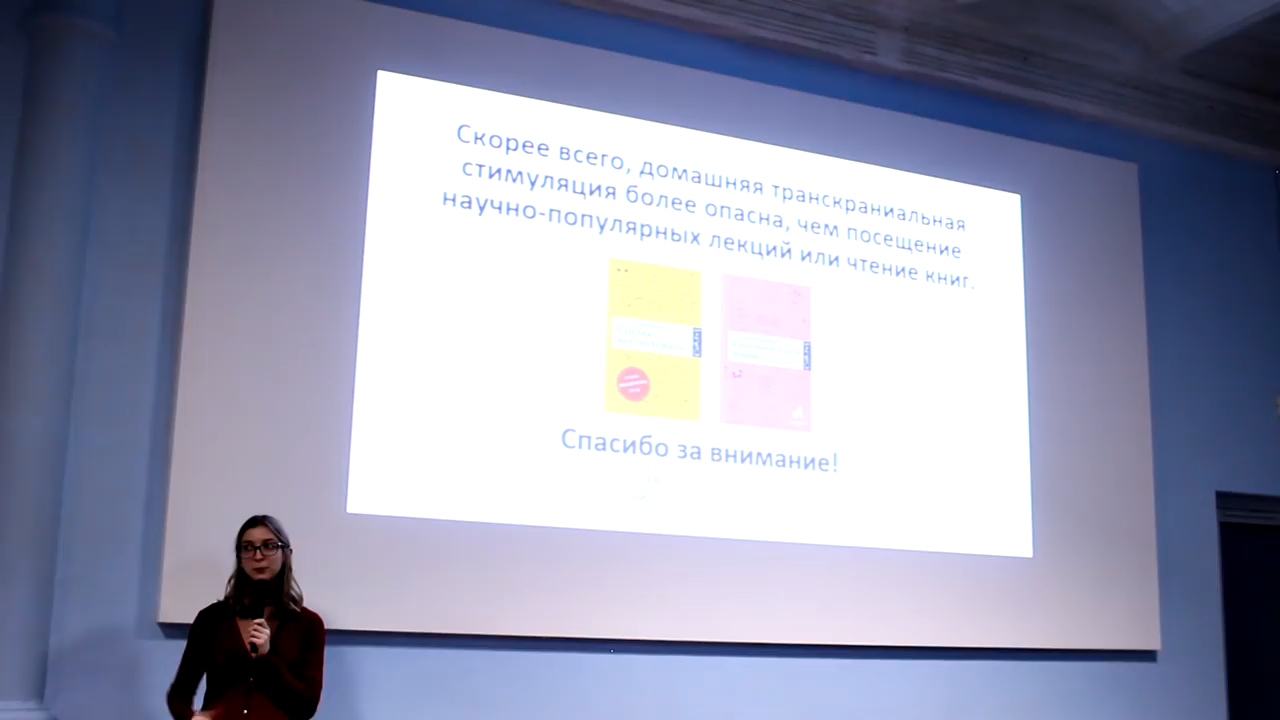 Скорее всего, домашняя транскраниальная
стимуляция более опасна, чем посещение
научно-популярных лекций или чтение книг.
Спасибо за внимание!